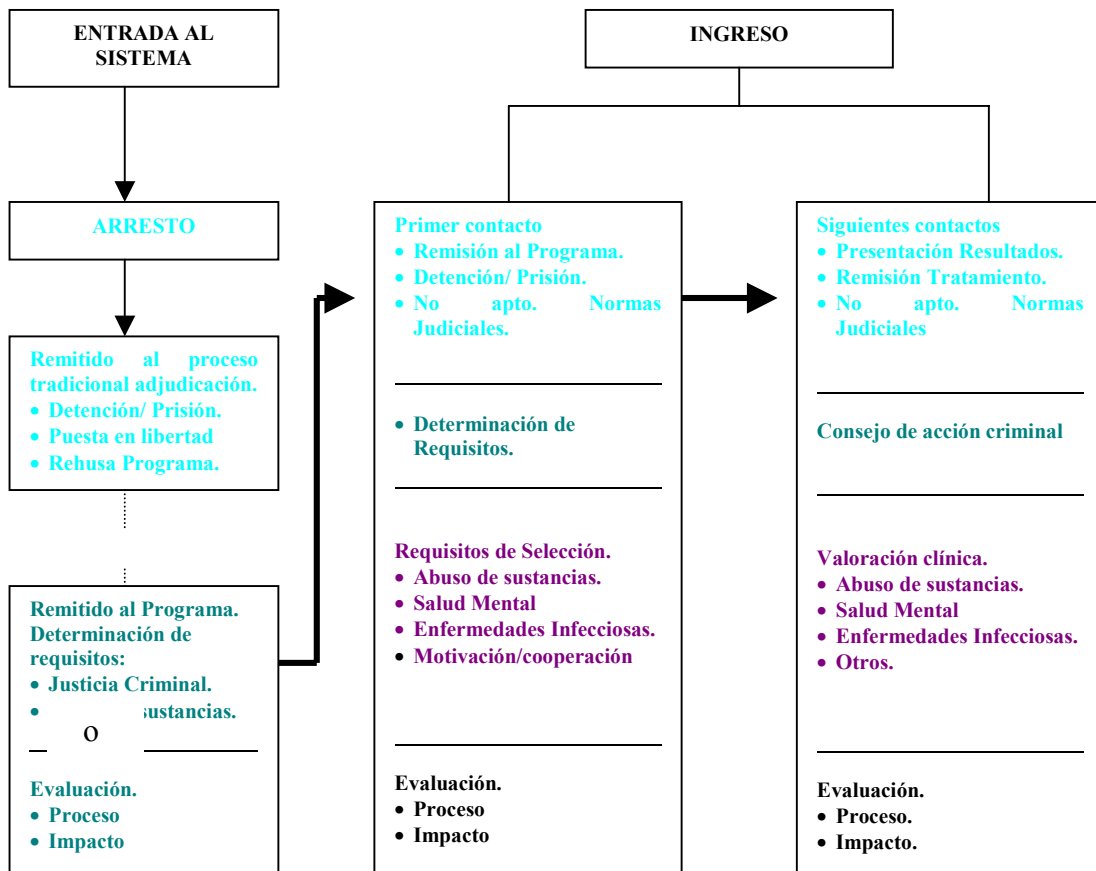 ENTRADA AL
SISTEMA
ARRESTO
Remitido al proceso
tradicional adjudicación.
• Detención/ Prisión.
• Puesta en libertad
• Rehusa Programa.
Remitido al Programa.
Determinación de
requisitos:
• Justicia Criminal.
• sustancias.
o
Evaluación.
• Proceso
• Impacto
INGRESO
Primer contacto
• Remisión al Programa.
• Detención/ Prisión.
• No apto. Normas
Judiciales.
• Determinación de
Requisitos.
Requisitos de Selección.
• Abuso de sustancias.
• Salud Mental
• Enfermedades Infecciosas.
• Motivación/cooperación
Evaluación.
• Proceso
• Impacto
Siguientes contactos
• Presentación Resultados.
• Remisión Tratamiento.
• No apto. Normas
Judiciales
Consejo de acción criminal
Valoración clínica.
• Abuso de sustancias.
• Salud Mental
• Enfermedades Infecciosas.
• Otros.
Evaluación.
• Proceso.
• Impacto.